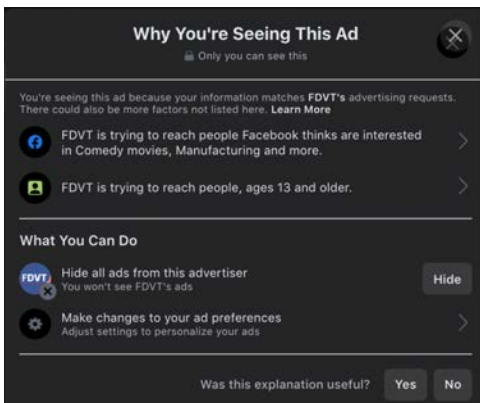 Why You're Seeing This Ad
Only you can see this
You're seeing this ad because your information matches FDVT's advertising requests.
There could also be more factors not listed here. Learn More
FDVT is trying to reach people Facebook thinks are interested
in Comedy movies, Manufacturing and more.
FDVT is trying to reach people, ages 13 and older.
What You Can Do
FDVT
Hide all ads from this advertiser
You won't see FDVT's ads
Hide
Make changes to your ad preferences
Adjust settings to personalize your ads
Was this explanation useful? Yes No